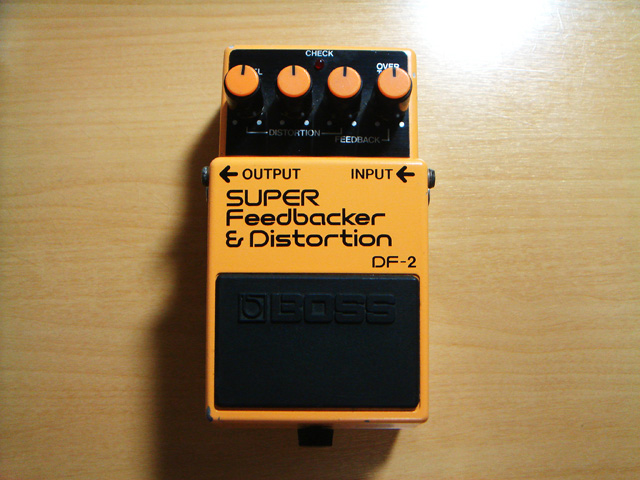 CHECK
OVER
DISTORTION
FEEDBACK
OUTPUT INPUT
SUPER
Feedbacker
& Distortion
DF-2
BOSS